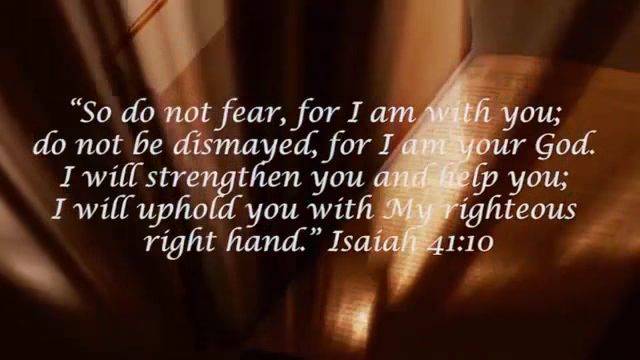 “So do not fear, for I am with you;
do not be dismayed, for I am your God.
I will strengthen you and help you;
I will uphold you with My righteous
right hand.” Isaiah 41:10